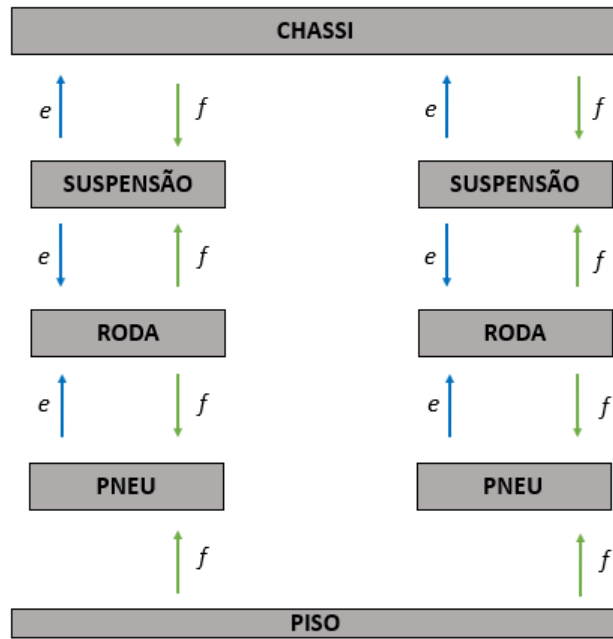 CHASSI
e f e f
SUSPENSÃO SUSPENSÃO
e f e f
RODA RODA
e f e f
PNEU PNEU
f f
PISO